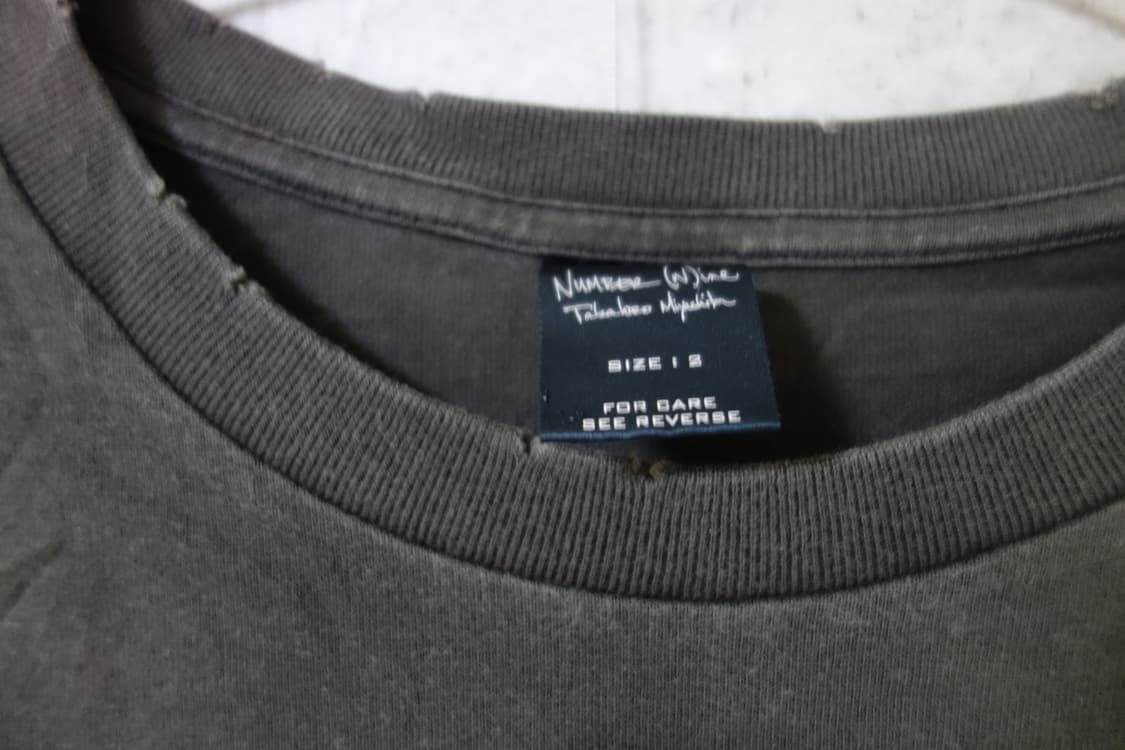 NUMBER (N)ine
Takahiro Miyashita
SIZE : 2
FOR CARE
SEE REVERSE